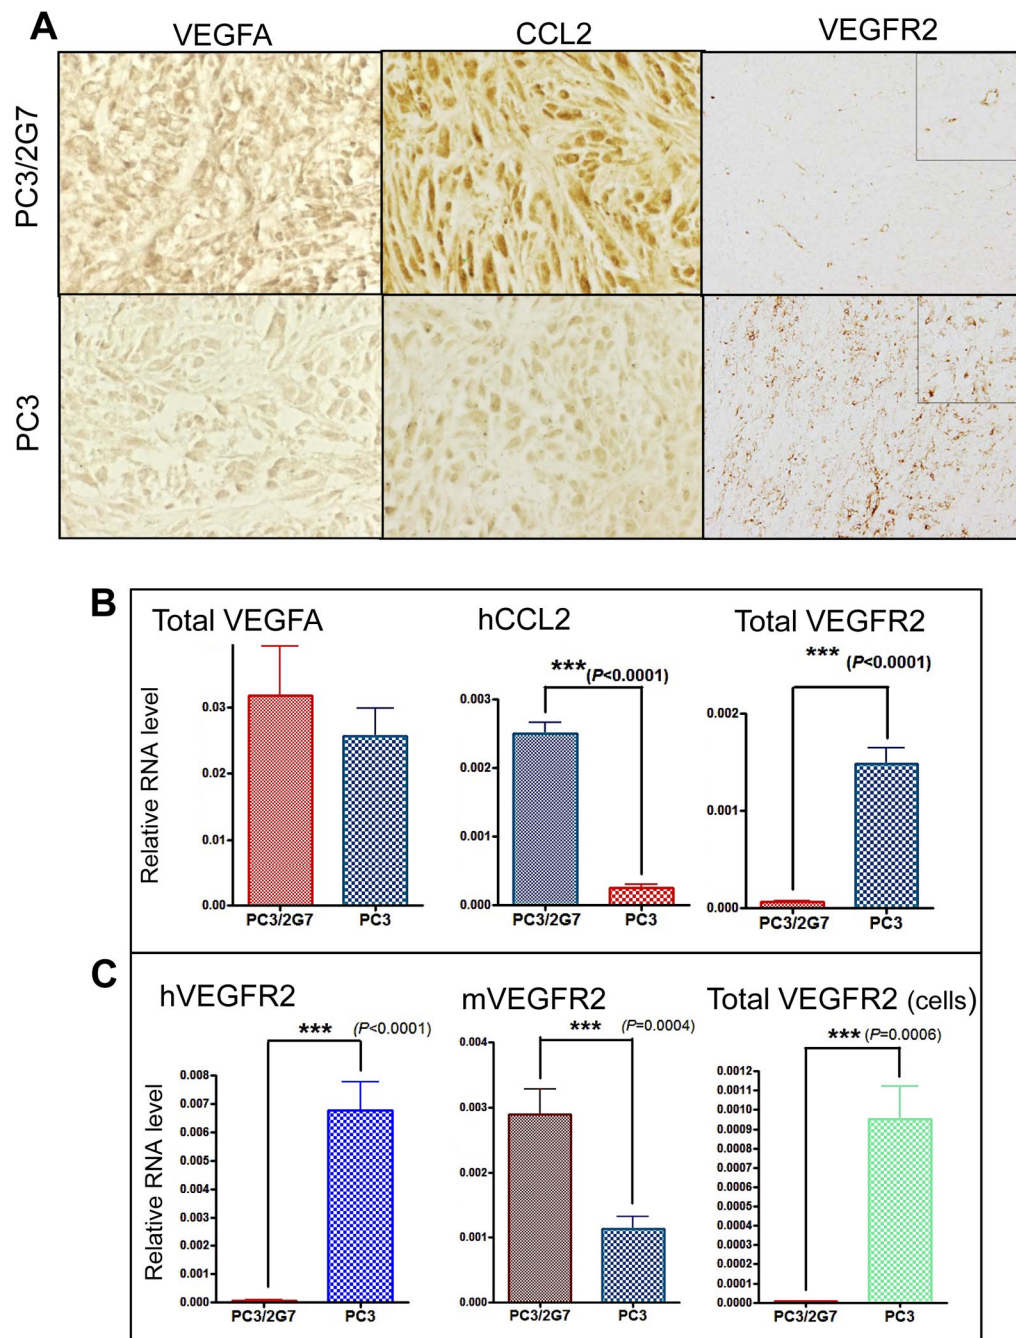 A
VEGFA
CCL2
VEGFR2
PC3/2G7
PC3
B
Total VEGFA
hCCL2
Total VEGFR2
*** (P<0.0001)
*** (P<0.0001)
Relative RNA level
0.03
0.02
0.01
0.00
PC3/2G7
PC3
0.003
0.002
0.001
0.000
PC3/2G7
PC3
0.002
0.001
0.000
PC3/2G7
PC3
C
hVEGFR2
mVEGFR2
Total VEGFR2 (cells)
*** (P<0.0001)
*** (P=0.0004)
*** (P=0.0006)
Relative RNA level
0.008
0.007
0.006
0.005
0.004
0.003
0.002
0.001
0.000
PC3/2G7
PC3
0.004
0.003
0.002
0.001
0.000
PC3/2G7
PC3
0.0012
0.0011
0.0010
0.0009
0.0008
0.0007
0.0006
0.0005
0.0004
0.0003
0.0002
0.0001
0.0000
PC3/2G7
PC3